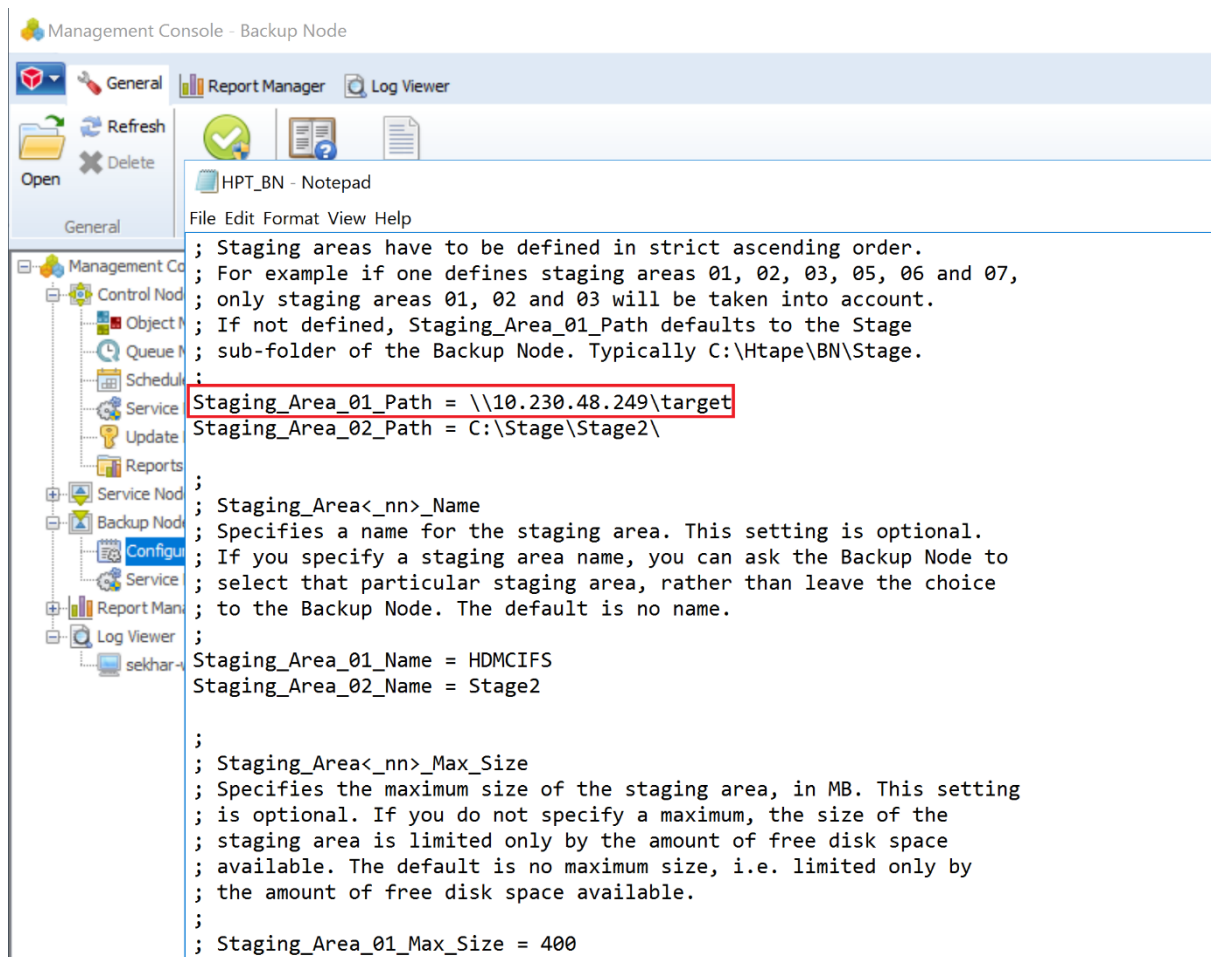 Management Console - Backup Node
General
Report Manager
Log Viewer
Refresh
Delete
Open
General
HPT_BN - Notepad
File Edit Format View Help
Management Co
Control Nod
Object M
Queue M
Schedul
Service
Update
Reports
Service Nod
Backup Nod
Configur
Service
Report Mana
Log Viewer
sekhar-
; Staging areas have to be defined in strict ascending order.
; For example if one defines staging areas 01, 02, 03, 05, 06 and 07,
; only staging areas 01, 02 and 03 will be taken into account.
; If not defined, Staging_Area_01_Path defaults to the Stage
; sub-folder of the Backup Node. Typically C:\Htape\BN\Stage.
;
Staging_Area_01_Path = \\10.230.48.249\target
Staging_Area_02_Path = C:\Stage\Stage2\
;
; Staging_Area<_nn>_Name
; Specifies a name for the staging area. This setting is optional.
; If you specify a staging area name, you can ask the Backup Node to
; select that particular staging area, rather than leave the choice
; to the Backup Node. The default is no name.
;
Staging_Area_01_Name = HDMCIFS
Staging_Area_02_Name = Stage2
;
; Staging_Area<_nn>_Max_Size
; Specifies the maximum size of the staging area, in MB. This setting
; is optional. If you do not specify a maximum, the size of the
; staging area is limited only by the amount of free disk space
; available. The default is no maximum size, i.e. limited only by
; the amount of free disk space available.
;
; Staging_Area_01_Max_Size = 400